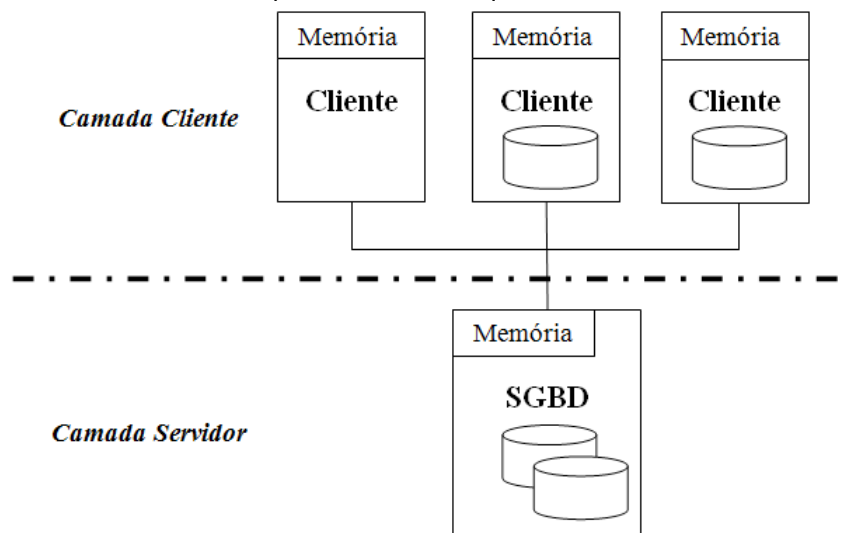 Memória
Memória
Memória
Cliente
Cliente
Cliente
Camada Cliente
Memória
SGBD
Camada Servidor